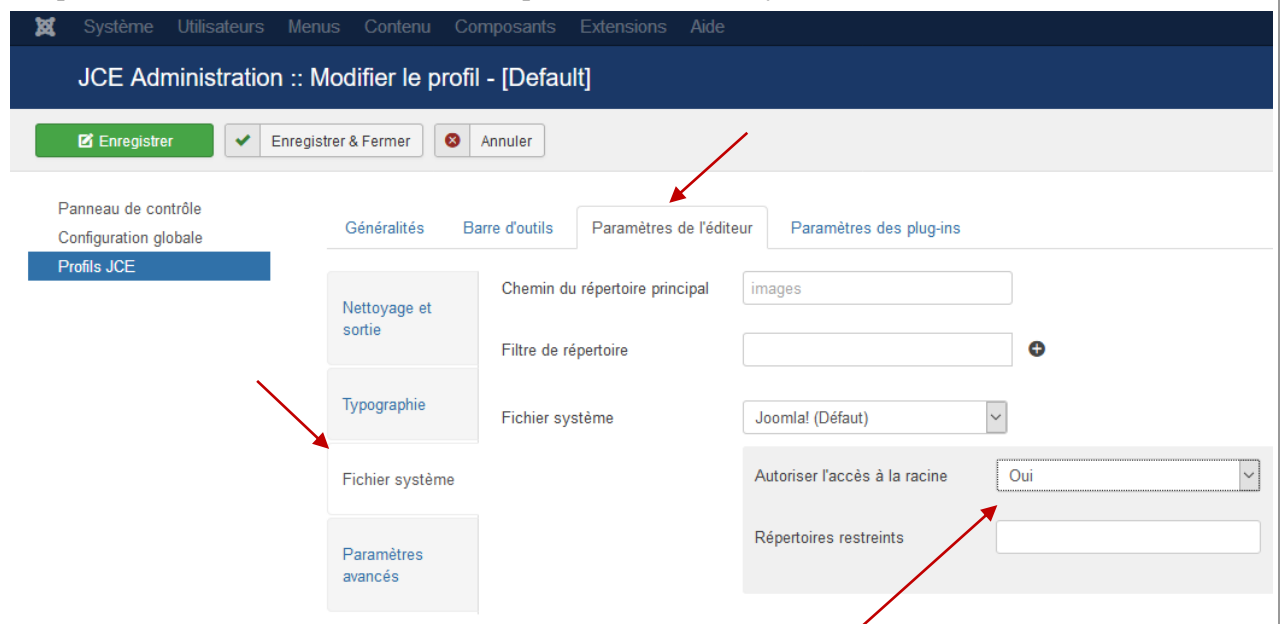 Système Utilisateurs Menus Contenu Composants Extensions Aide
JCE Administration :: Modifier le profil - [Default]
Enregistrer Enregistrer & Fermer Annuler
Panneau de contrôle
Configuration globale
Profils JCE
Généralités Barre d'outils Paramètres de l'éditeur Paramètres des plug-ins
Nettoyage et
sortie
Typographie
Fichier système
Paramètres
avancés
Chemin du répertoire principal images
Filtre de répertoire
Fichier système Joomla! (Défaut)
Autoriser l'accès à la racine Oui
Répertoires restreints